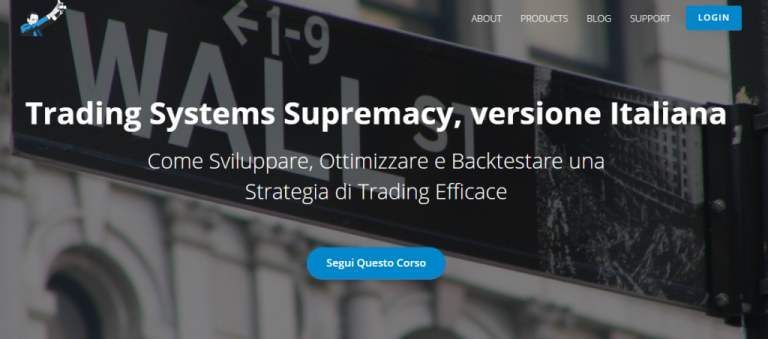 ABOUT PRODUCTS BLOG SUPPORT LOGIN
←1-9
WALL ST
Trading Systems Supremacy, versione Italiana
Come Sviluppare, Ottimizzare e Backtestare una
Strategia di Trading Efficace
Segui Questo Corso